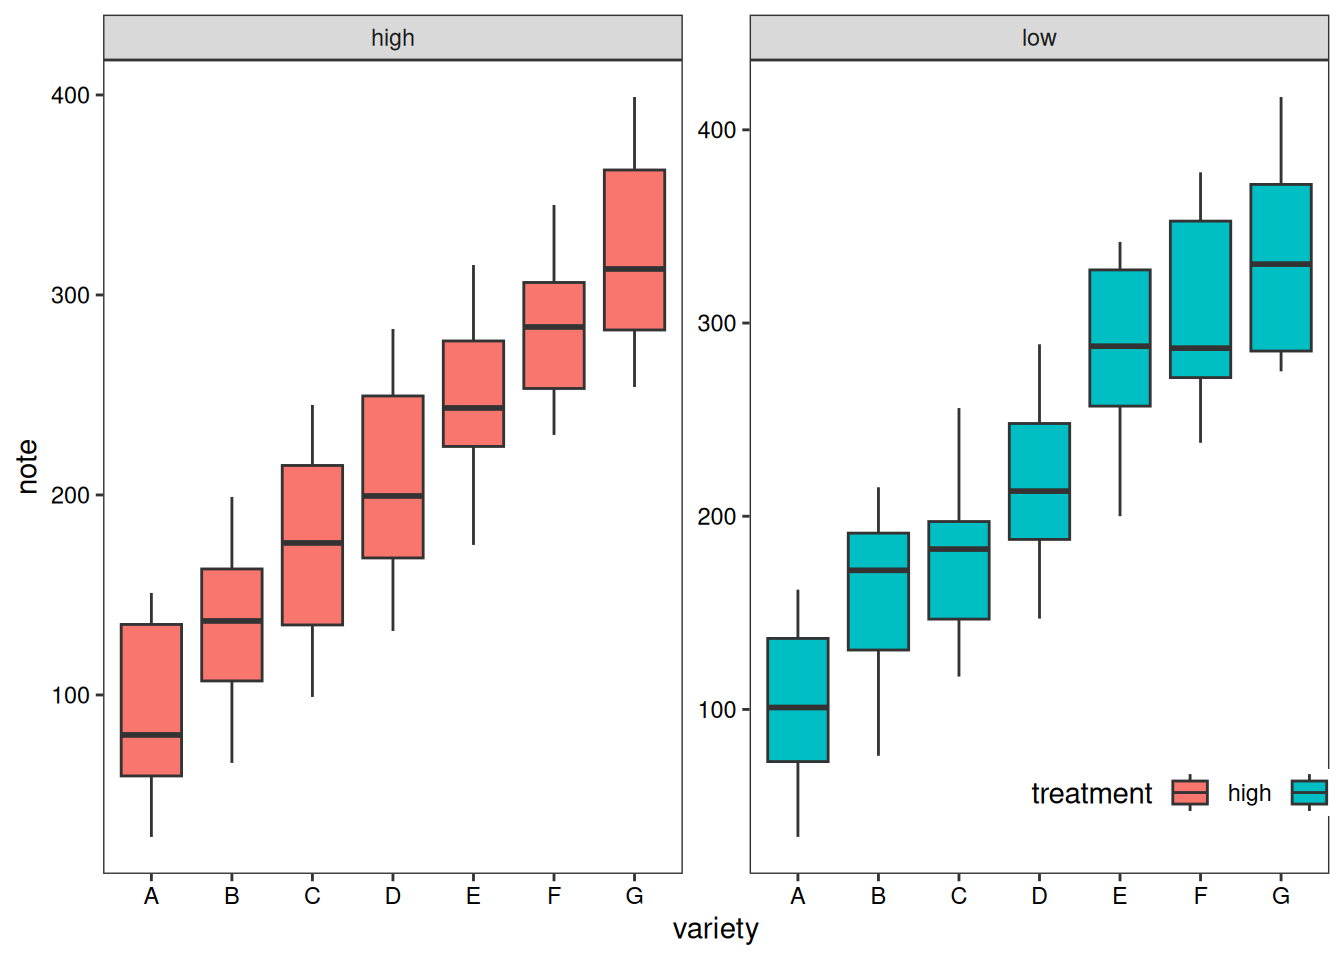 high
low
note
400
300
200
100
400
300
200
100
treatment high
A B C D E F G
A B C D E F G
variety